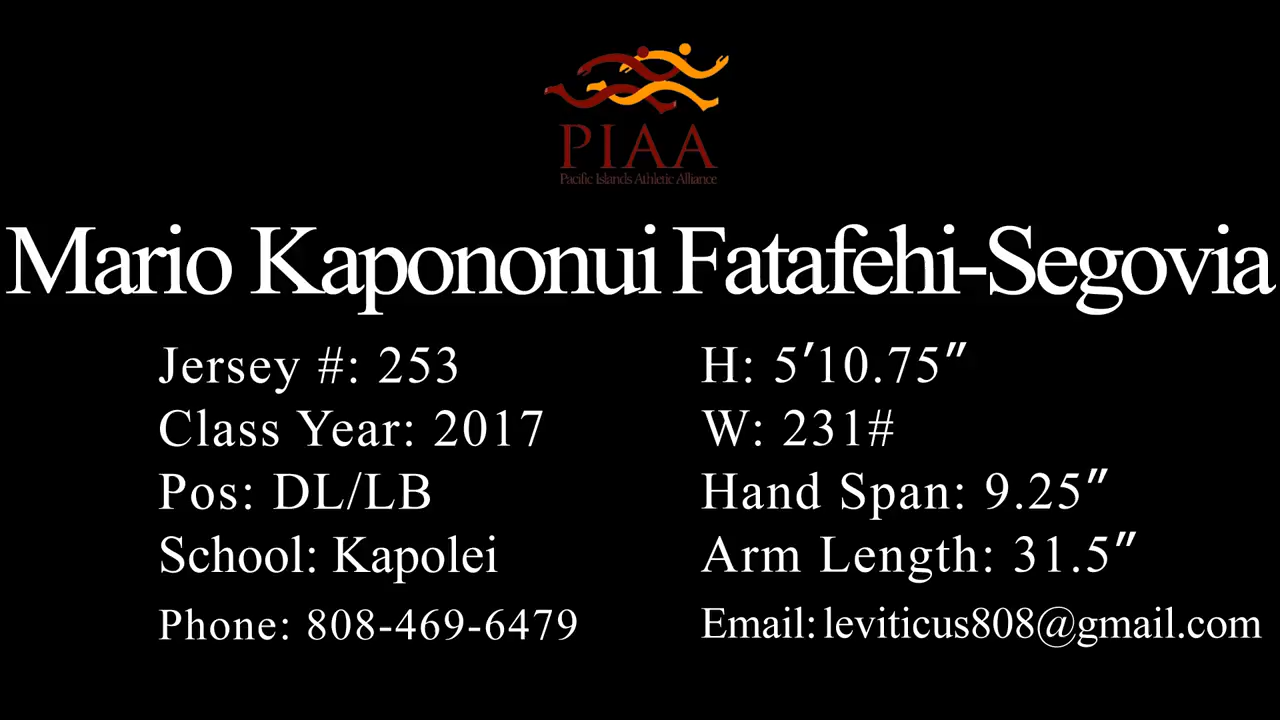 PIAA
Pacific Islands Athletic Alliance
Mario Kapononui Fatafehi-Segovia
Jersey #: 253
Class Year: 2017
Pos: DL/LB
School: Kapolei
Phone: 808-469-6479
H: 5′10.75″
W: 231#
Hand Span: 9.25″
Arm Length: 31.5″
Email: leviticus808@gmail.com